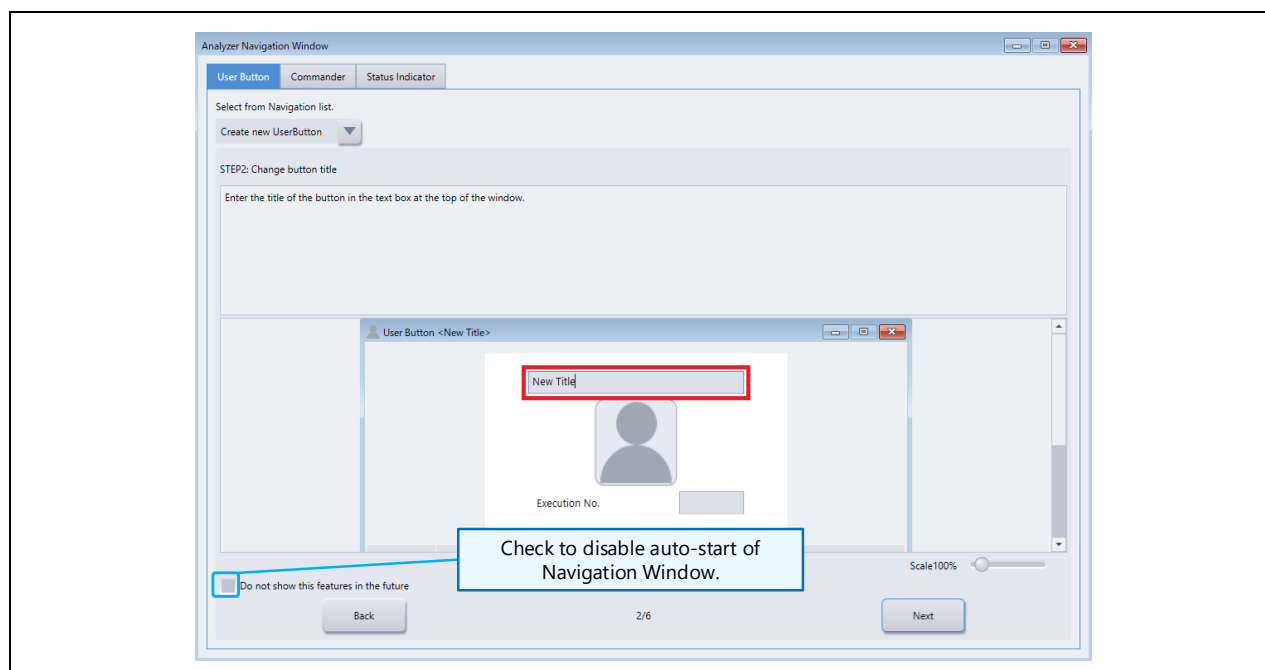 Analyzer Navigation Window
User Button Commander Status Indicator
Select from Navigation list.
Create new UserButton
STEP2: Change button title
Enter the title of the button in the text box at the top of the window.
User Button <New Title>
New Title
Execution No.
Check to disable auto-start of
Navigation Window.
Scale100%
Do not show this features in the future
Back 2/6 Next